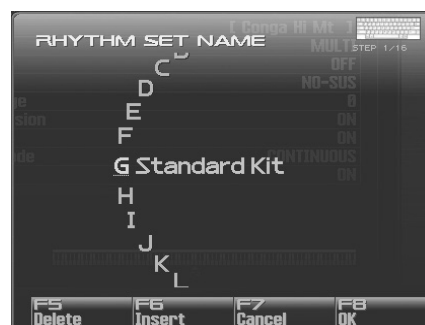 [ Conga Hi Mt ]
RHYTHM SET NAME
MULTI
STEP 1/16
OFF
C
NO-SUS
D
0
E
ON
F
ON
G Standard Kit
CONTINUOUS
ON
H
I
J
K
L
F5 F6 F7 F8
Delete Insert Cancel OK